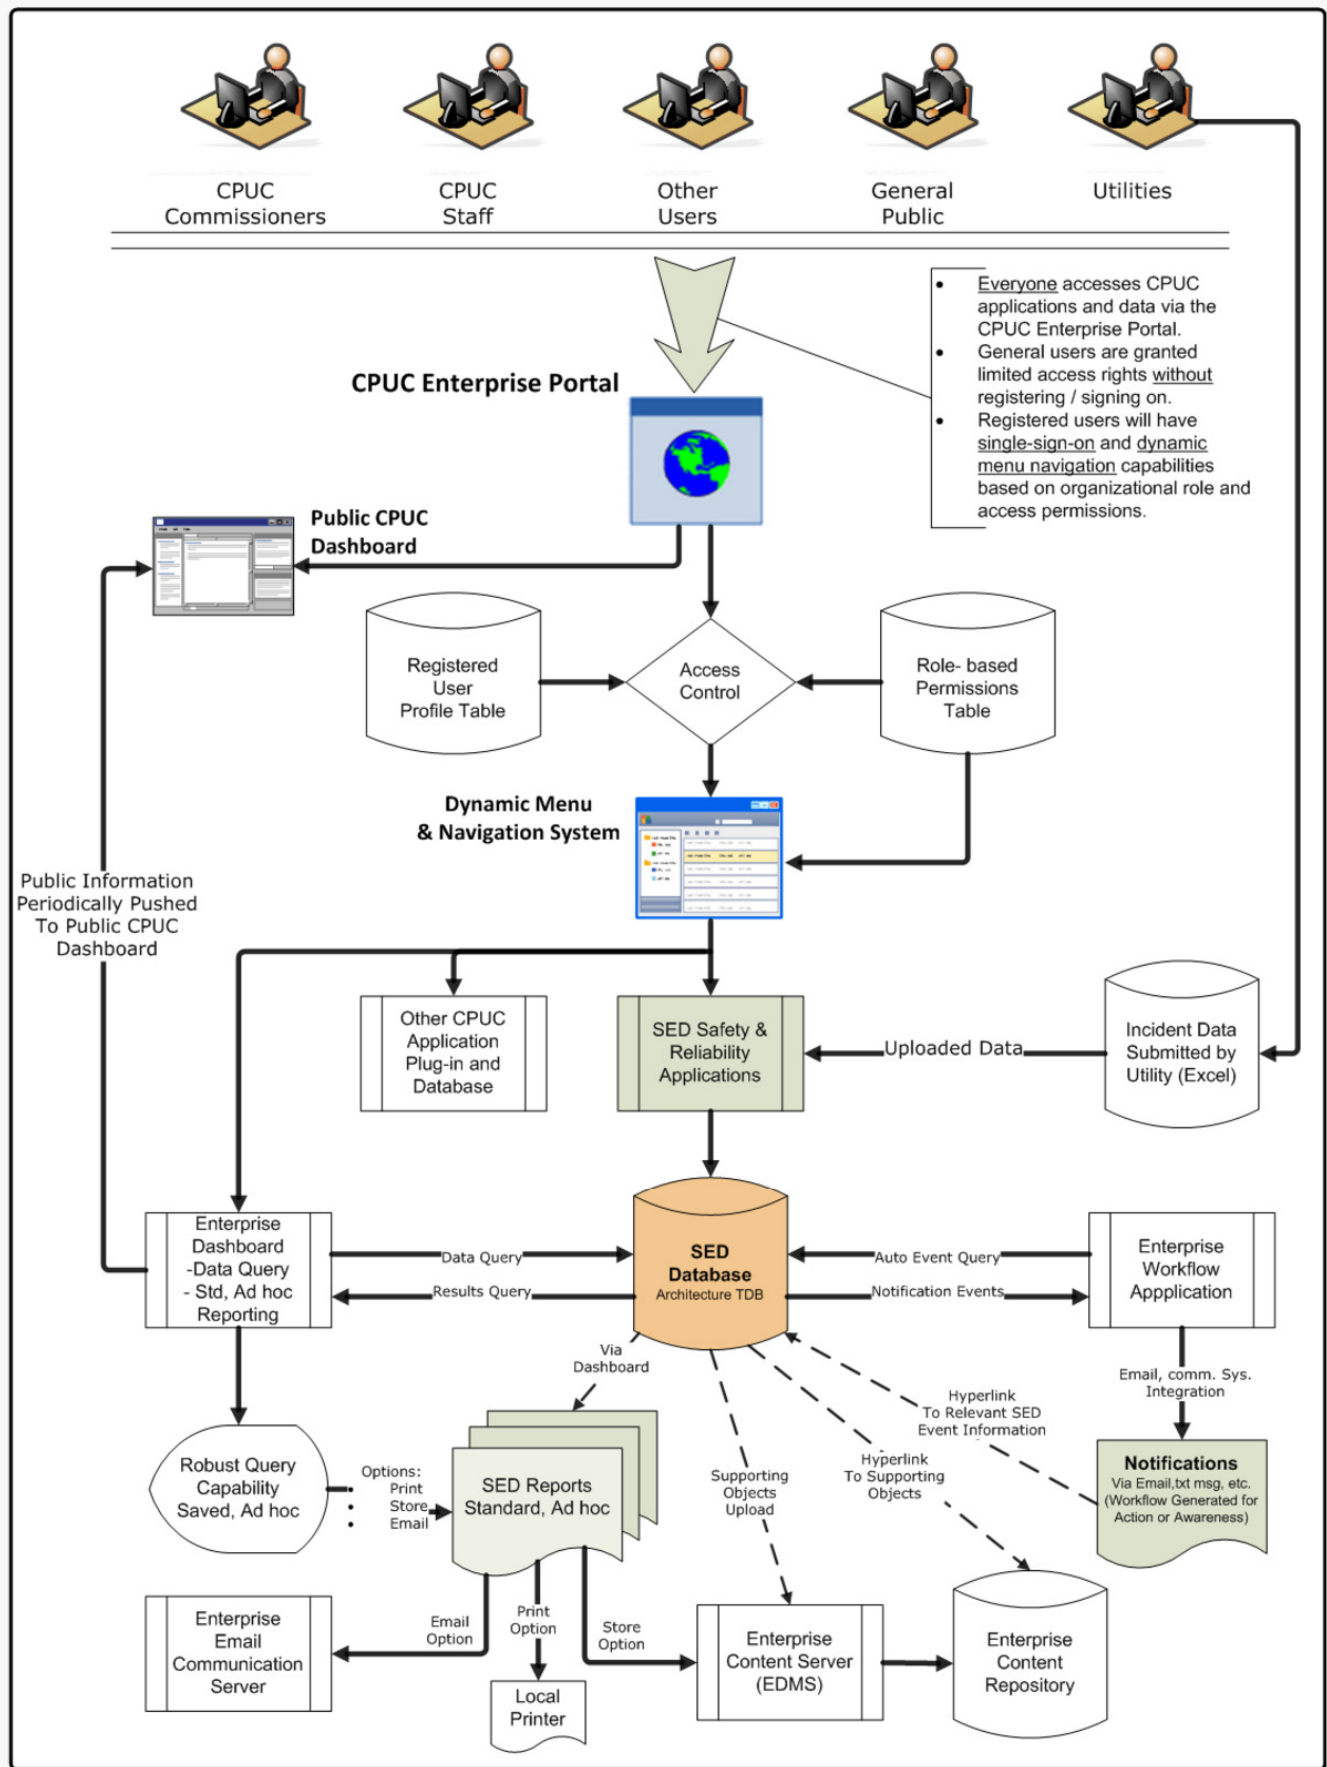 CPUC
Commissioners
CPUC
Staff
Other
Users
General
Public
Utilities
• Everyone accesses CPUC
applications and data via the
CPUC Enterprise Portal.
• General users are granted
limited access rights without
registering / signing on.
• Registered users will have
single-sign-on and dynamic
menu navigation capabilities
based on organizational role and
access permissions.
CPUC Enterprise Portal
Public CPUC
Dashboard
Registered
User
Profile Table
Access
Control
Role- based
Permissions
Table
Dynamic Menu
& Navigation System
Public Information
Periodically Pushed
To Public CPUC
Dashboard
Other CPUC
Application
Plug-in and
Database
SED Safety &
Reliability
Applications
Uploaded Data
Incident Data
Submitted by
Utility (Excel)
Enterprise
Dashboard
-Data Query
- Std, Ad hoc
Reporting
Data Query
Results Query
SED
Database
Architecture TDB
Auto Event Query
Notification Events
Enterprise
Workflow
Appplication
Via
Dashboard
Email, comm. Sys.
Integration
Hyperlink
To Relevant SED
Event Information
Robust Query
Capability
Saved, Ad hoc
Options:
• Print
• Store
• Email
SED Reports
Standard, Ad hoc
Supporting
Objects
Upload
Hyperlink
To Supporting
Objects
Notifications
Via Email,txt msg, etc.
(Workflow Generated for
Action or Awareness)
Enterprise
Email
Communication
Server
Email
Option
Print
Option
Store
Option
Local
Printer
Enterprise
Content Server
(EDMS)
Enterprise
Content
Repository